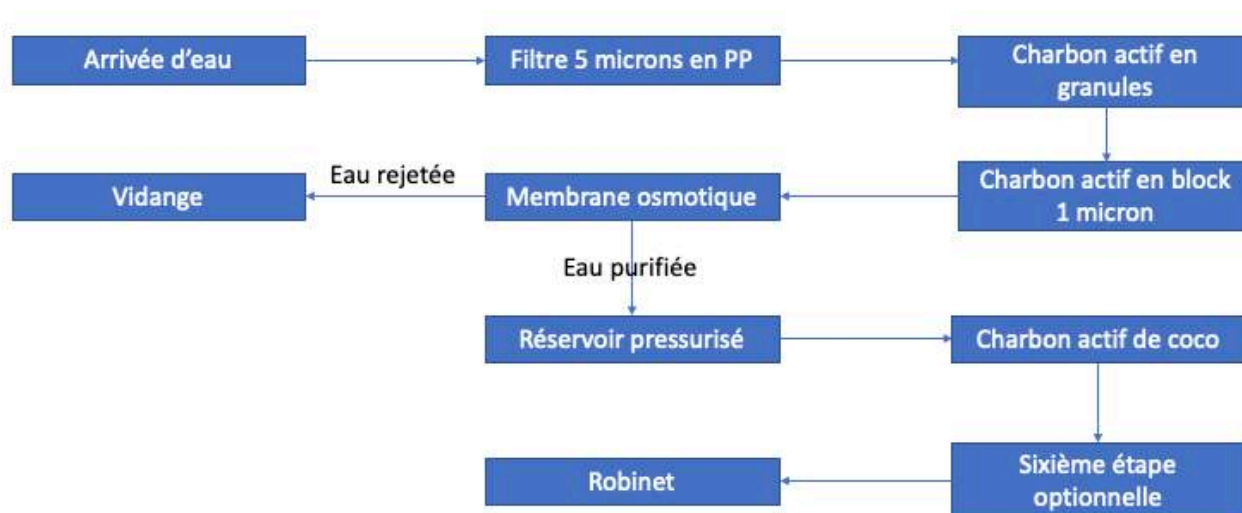 Arrivée d’eau
Filtre 5 microns en PP
Charbon actif en
granules
Charbon actif en block
1 micron
Membrane osmotique
Eau rejetée
Vidange
Eau purifiée
Réservoir pressurisé
Charbon actif de coco
Sixième étape
optionnelle
Robinet